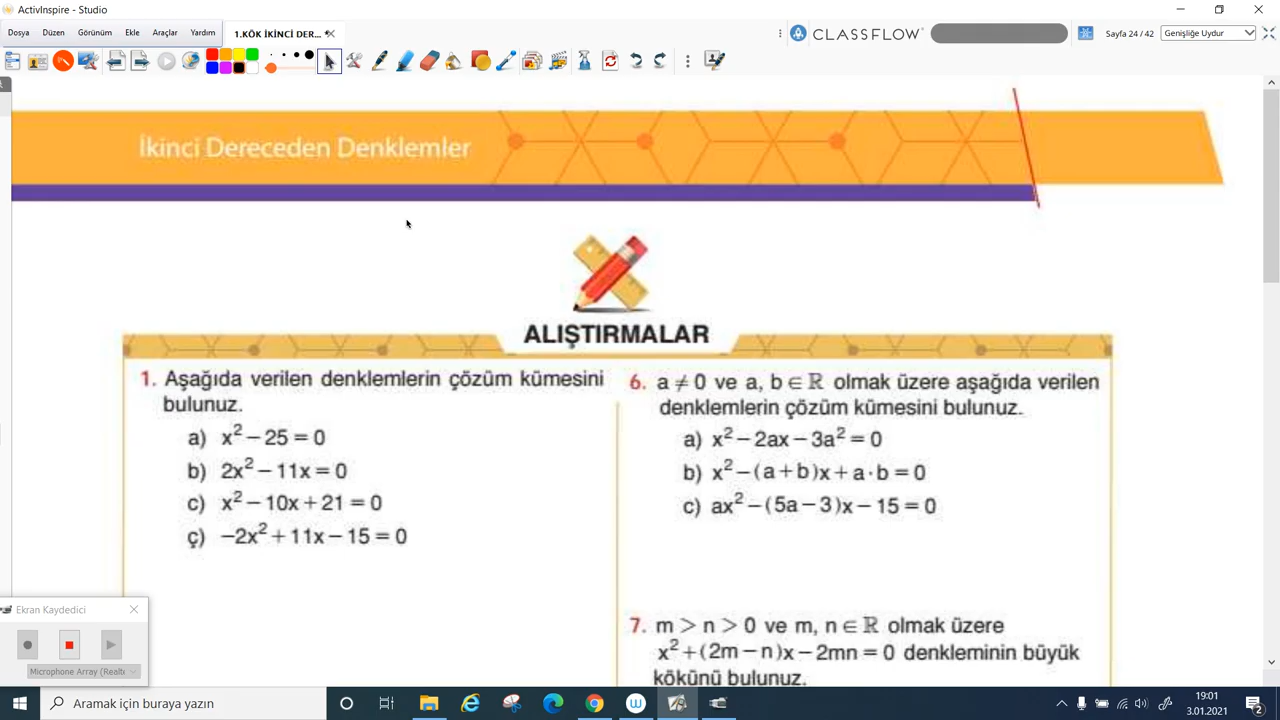 ActivInspire - Studio
Dosya Düzen Görünüm Ekle Araçlar Yardım
1.KÖK İKİNCİ DER...
CLASSFLOW
Sayfa 24 / 42
Genişliğe Uydur
İkinci Dereceden Denklemler
ALIŞTIRMALAR
1. Aşağıda verilen denklemlerin çözüm kümesini
bulunuz.
a) x² – 25 = 0
b) 2x² – 11x = 0
c) x² – 10x + 21 = 0
ç) –2x² + 11x – 15 = 0
6. a ≠ 0 ve a, b ∈ ℝ olmak üzere aşağıda verilen
denklemlerin çözüm kümesini bulunuz.
a) x² – 2ax – 3a² = 0
b) x² – (a + b)x + a · b = 0
c) ax² – (5a – 3)x – 15 = 0
7. m > n > 0 ve m, n ∈ ℝ olmak üzere
x² + (2m – n)x – 2mn = 0 denkleminin büyük
kökünü bulunuz.
Ekran Kaydedici
Microphone Array (Realt
Aramak için buraya yazın
19:01
3.01.2021
2